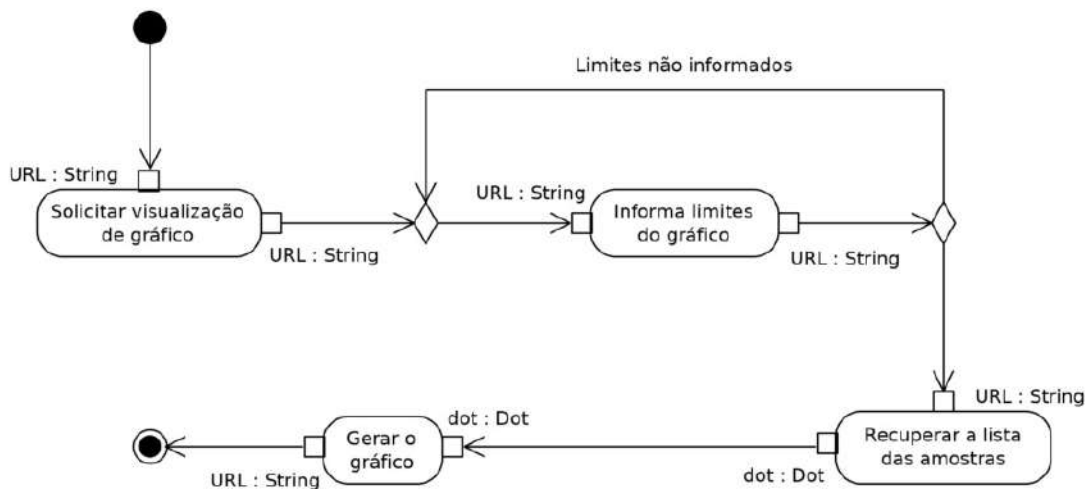 Limites não informados
URL : String
Solicitar visualização
de gráfico
URL : String
URL : String
Informa limites
do gráfico
URL : String
URL : String
Recuperar a lista
das amostras
dot : Dot
dot : Dot
Gerar o
gráfico
URL : String